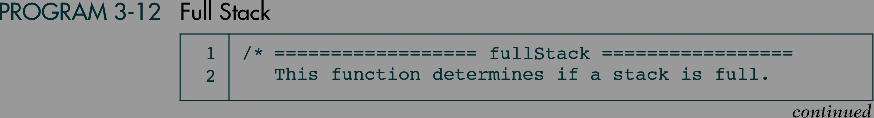 PROGRAM 3-12 Full Stack
1 /* ================== fullStack =================
2 This function determines if a stack is full.
continued